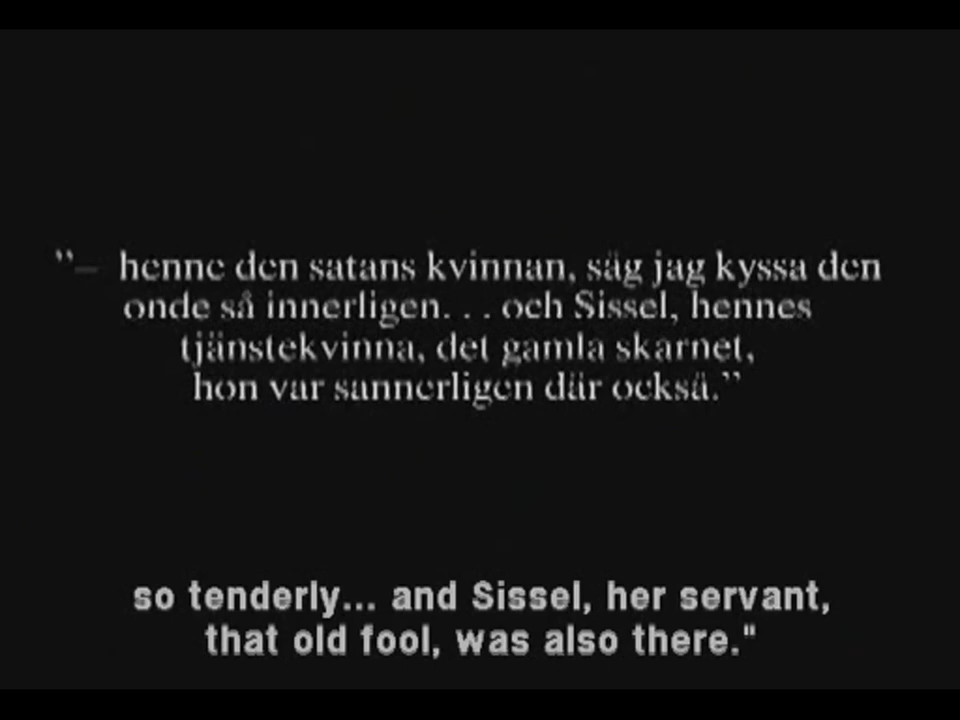 ”– henne den satans kvinnan, såg jag kyssa den
onde så innerligen. . . och Sissel, hennes
tjänstekvinna, det gamla skarnet,
hon var sannerligen där också.”
so tenderly... and Sissel, her servant,
that old fool, was also there."